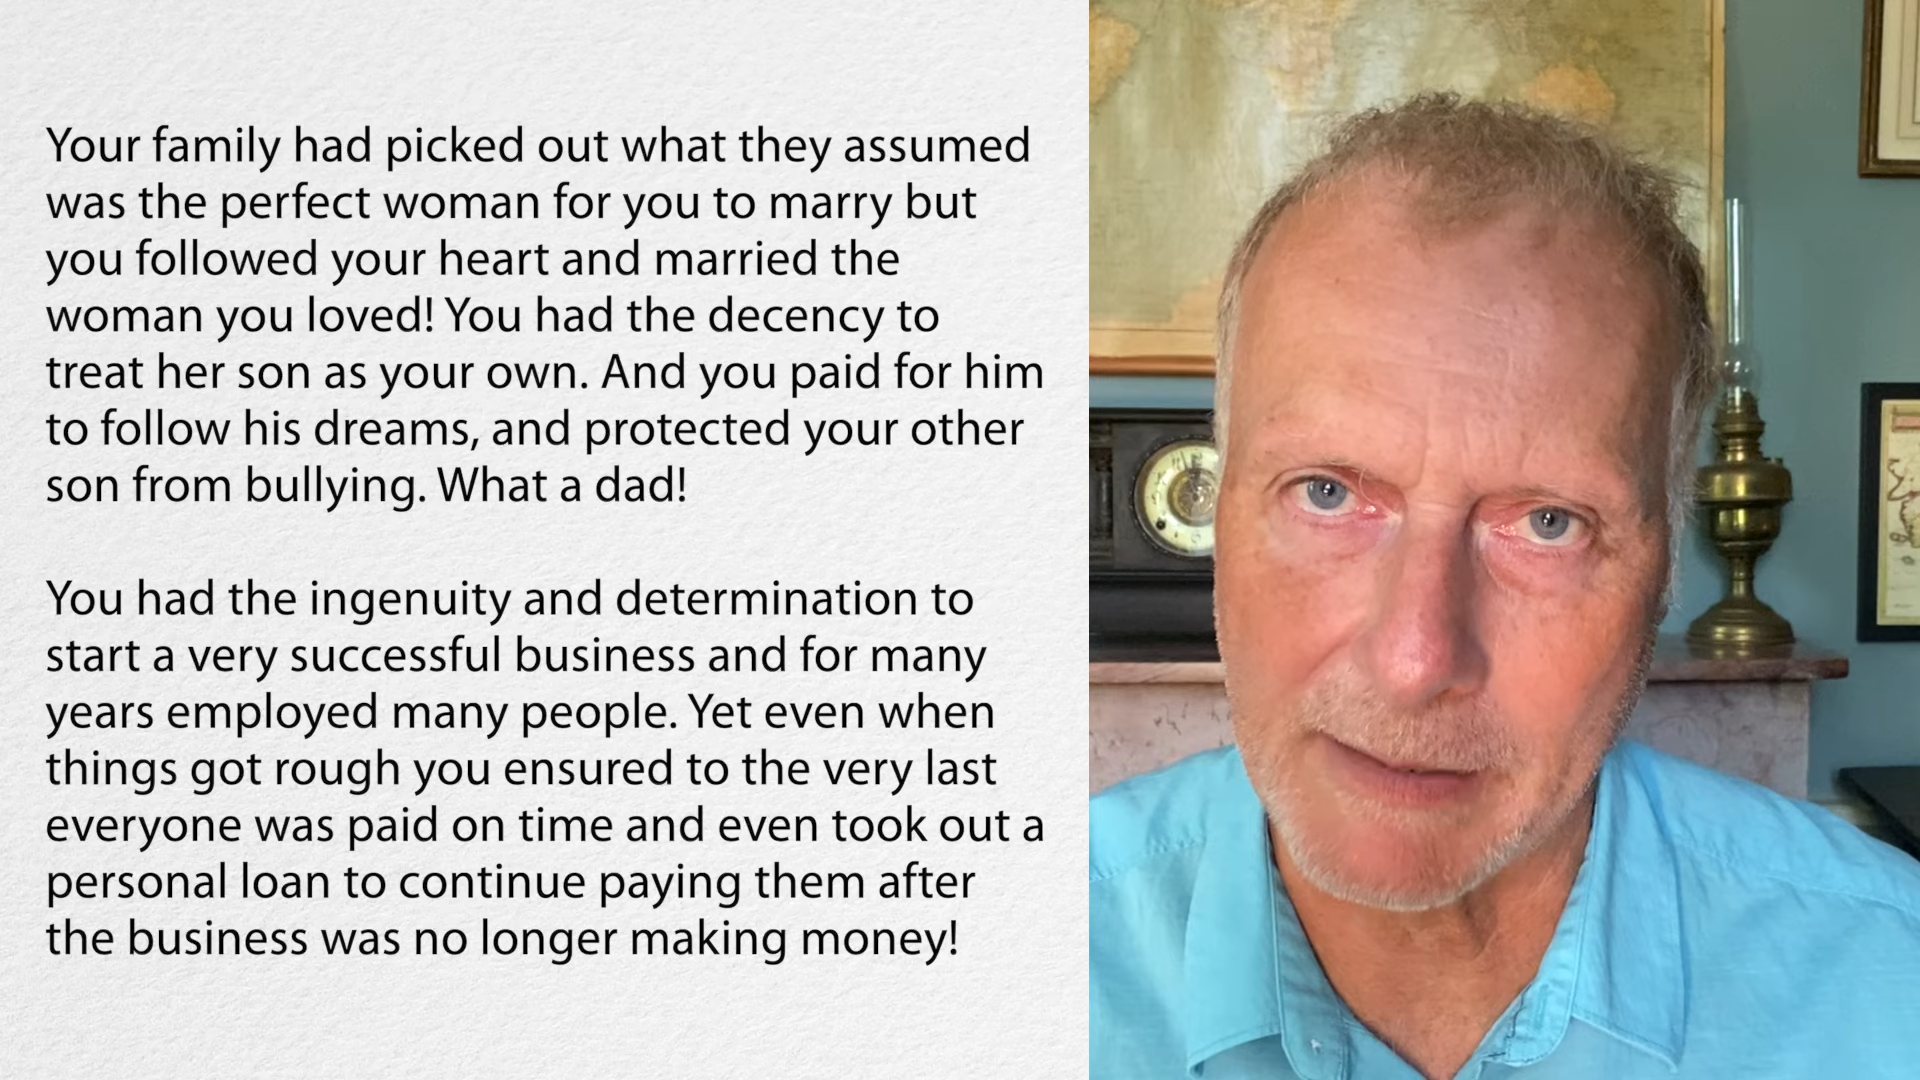 Your family had picked out what they assumed
was the perfect woman for you to marry but
you followed your heart and married the
woman you loved! You had the decency to
treat her son as your own. And you paid for him
to follow his dreams, and protected your other
son from bullying. What a dad!
You had the ingenuity and determination to
start a very successful business and for many
years employed many people. Yet even when
things got rough you ensured to the very last
everyone was paid on time and even took out a
personal loan to continue paying them after
the business was no longer making money!